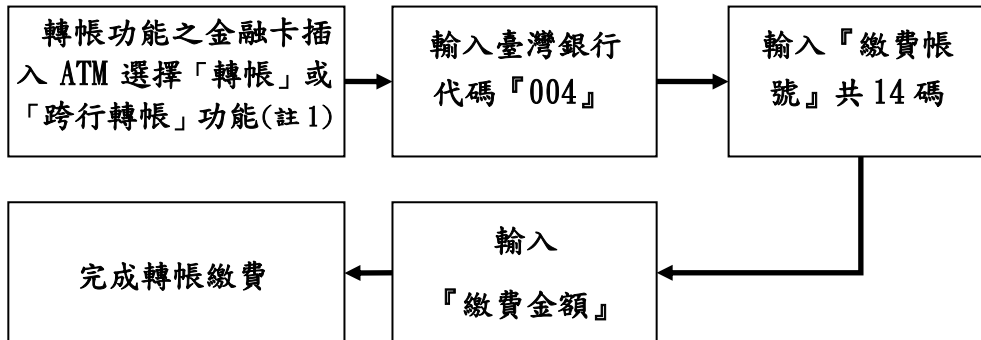 轉帳功能之金融卡插
入 ATM 選擇「轉帳」或
「跨行轉帳」功能(註1)
輸入臺灣銀行
代碼『004』
輸入『繳費帳
號』共 14 碼
輸入
『繳費金額』
完成轉帳繳費